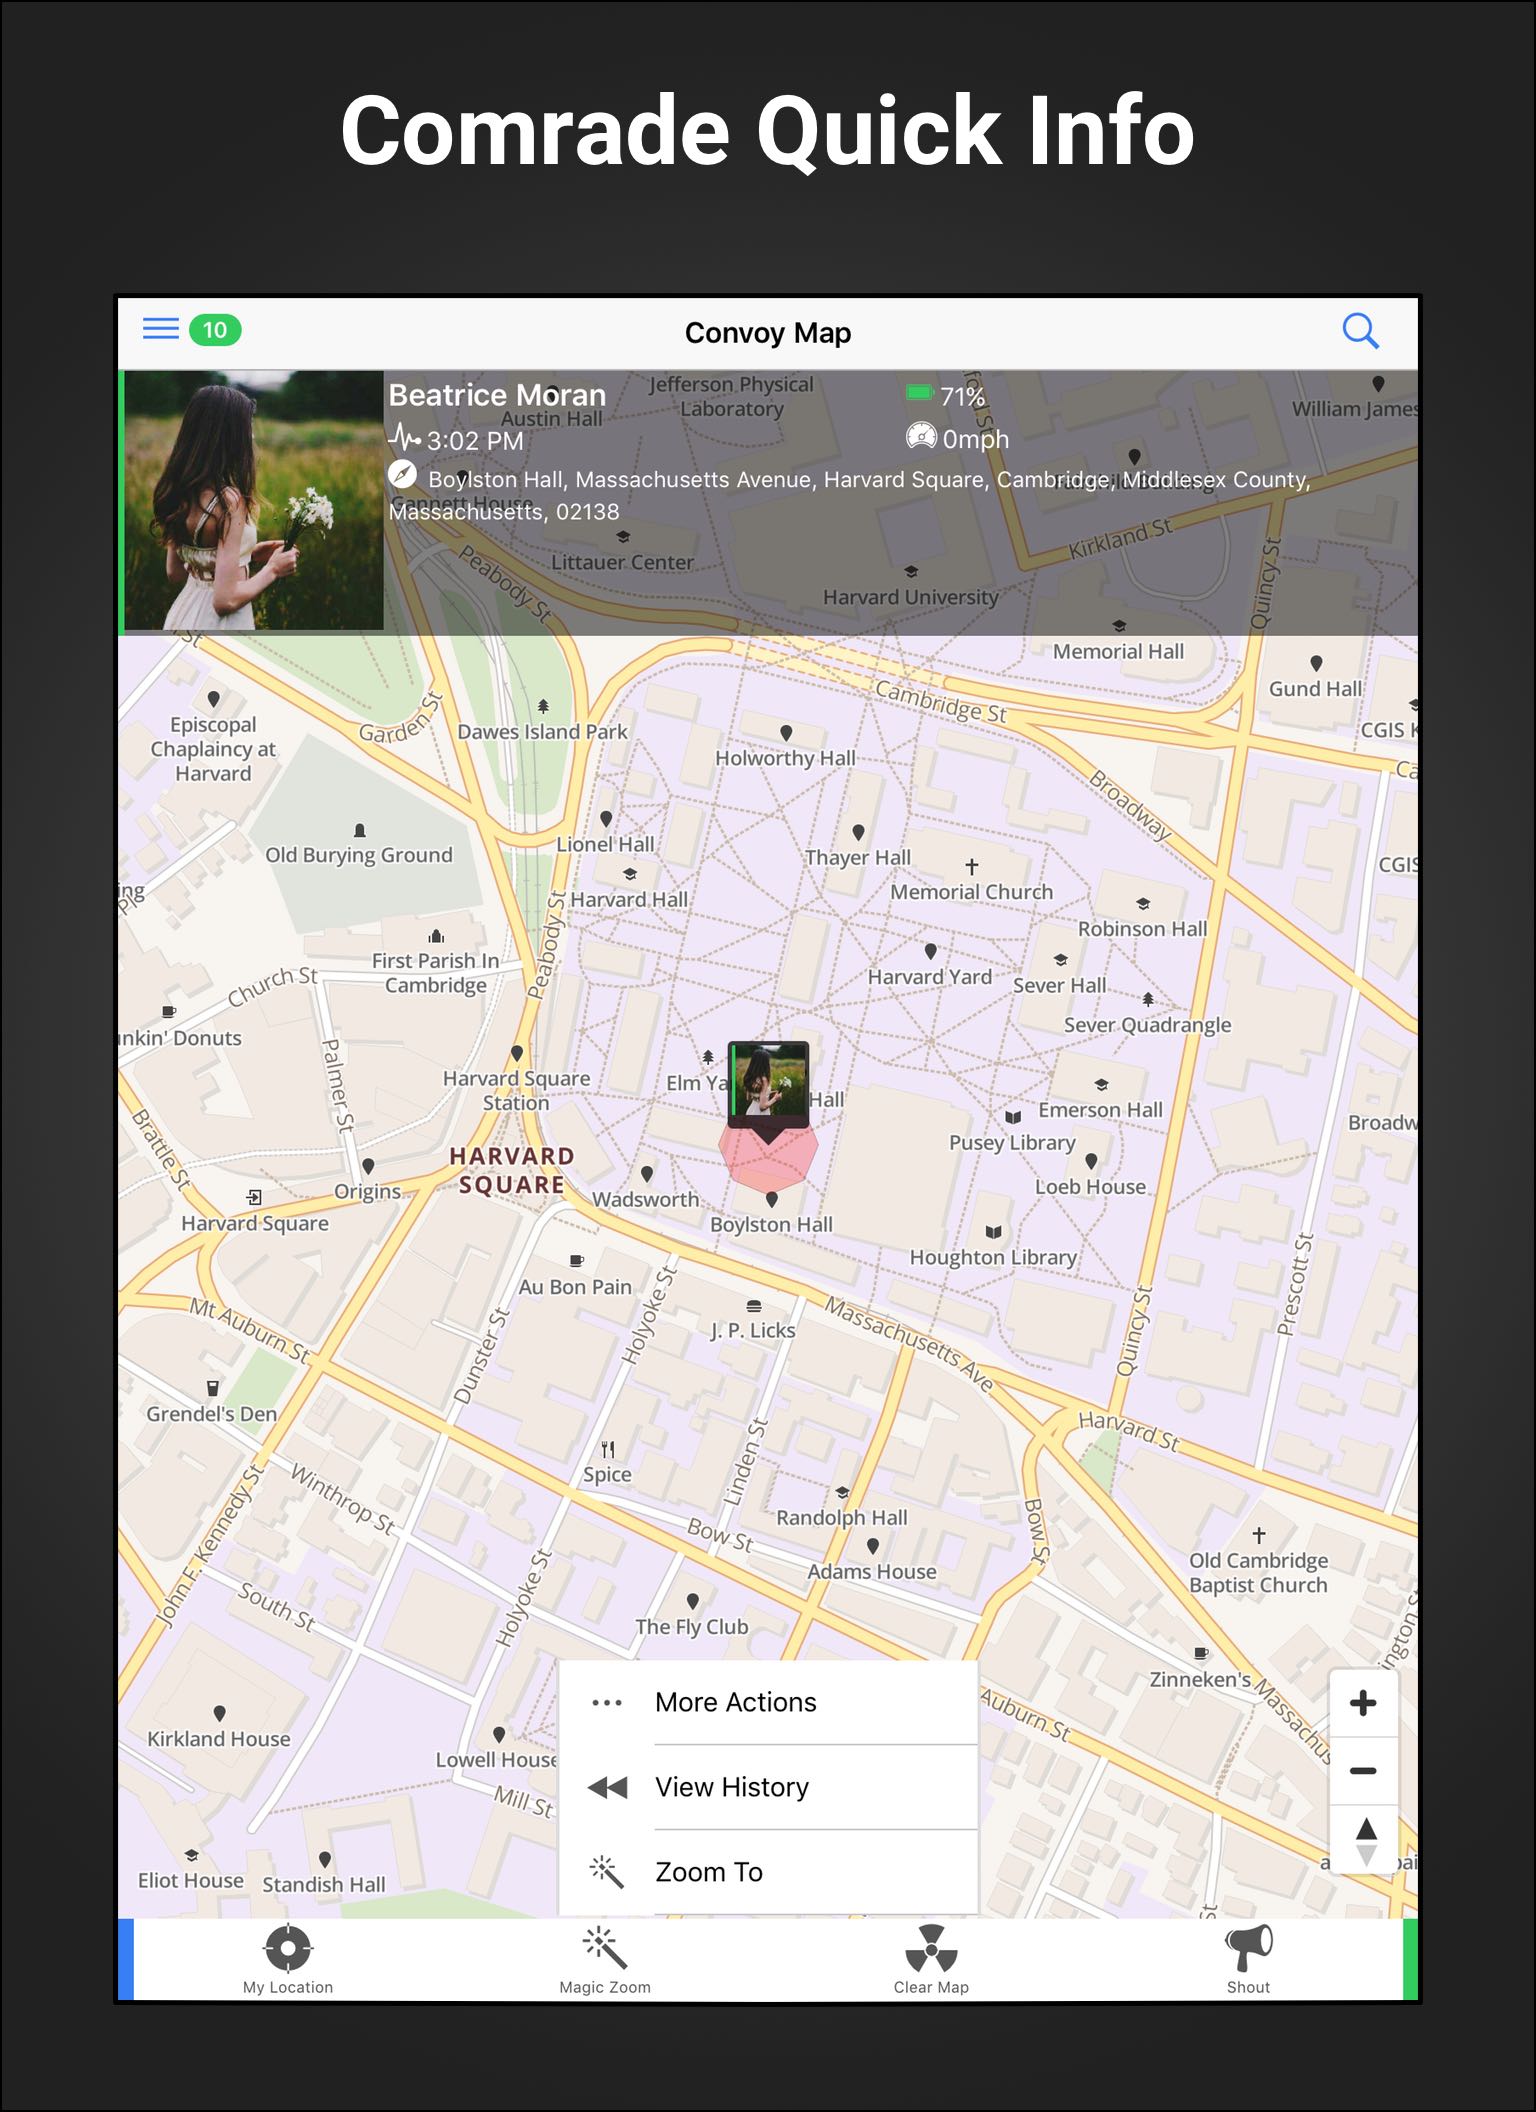 Comrade Quick Info
10
Convoy Map
Beatrice Moran
71%
3:02 PM
0mph
Boylston Hall, Massachusetts Avenue, Harvard Square, Cambridge, Middlesex County,
Massachusetts, 02138
Jefferson Physical
Laboratory
Austin Hall
William James
Gannett House
Littauer Center
Kirkland St
Peabody St
Harvard University
Quincy St
Memorial Hall
Gund Hall
Cambridge St
Garden St
Episcopal
Chaplaincy at
Harvard
Dawes Island Park
CGIS K
Holworthy Hall
Ca
Broadway
Old Burying Ground
Lionel Hall
Thayer Hall
CGIS
Harvard Hall
Memorial Church
Robinson Hall
Peabody St
First Parish In
Cambridge
Harvard Yard
Sever Hall
Church St
Sever Quadrangle
unkin' Donuts
Palmer St
Harvard Square
Station
Elm Ya
Hall
Emerson Hall
Broadw
Pusey Library
Brattle St
HARVARD
SQUARE
Origins
Wadsworth
Loeb House
Harvard Square
Boylston Hall
Houghton Library
Au Bon Pain
Prescott St
Mt Auburn St
Dunster St
Holyoke St
J. P. Licks
Massachusetts Ave
Quincy St
Grendel's Den
Harvard St
Spice
Linden St
Winthrop St
Randolph Hall
Bow St
Bow St
Adams House
Old Cambridge
Baptist Church
John F. Kennedy St
South St
Holyoke St
The Fly Club
ington S
Zinneken's
Massachus
Auburn St
Kirkland House
Lowell House
Mill St
More Actions
View History
Zoom To
Eliot House
Standish Hall
St
My Location
Magic Zoom
Clear Map
Shout